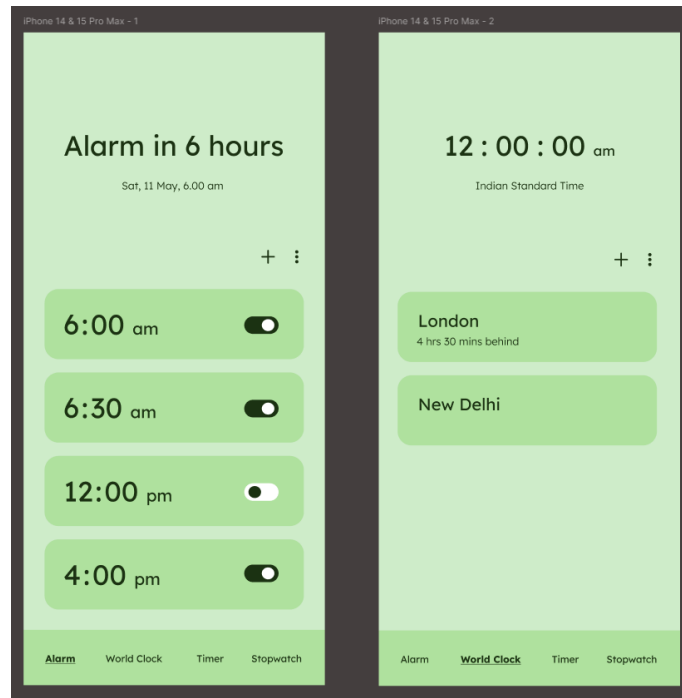 iPhone 14 & 15 Pro Max - 1
Alarm in 6 hours
Sat, 11 May, 6.00 am
6:00 am
6:30 am
12:00 pm
4:00 pm
Alarm World Clock Timer Stopwatch
iPhone 14 & 15 Pro Max - 2
12 : 00 : 00 am
Indian Standard Time
London
4 hrs 30 mins behind
New Delhi
Alarm World Clock Timer Stopwatch